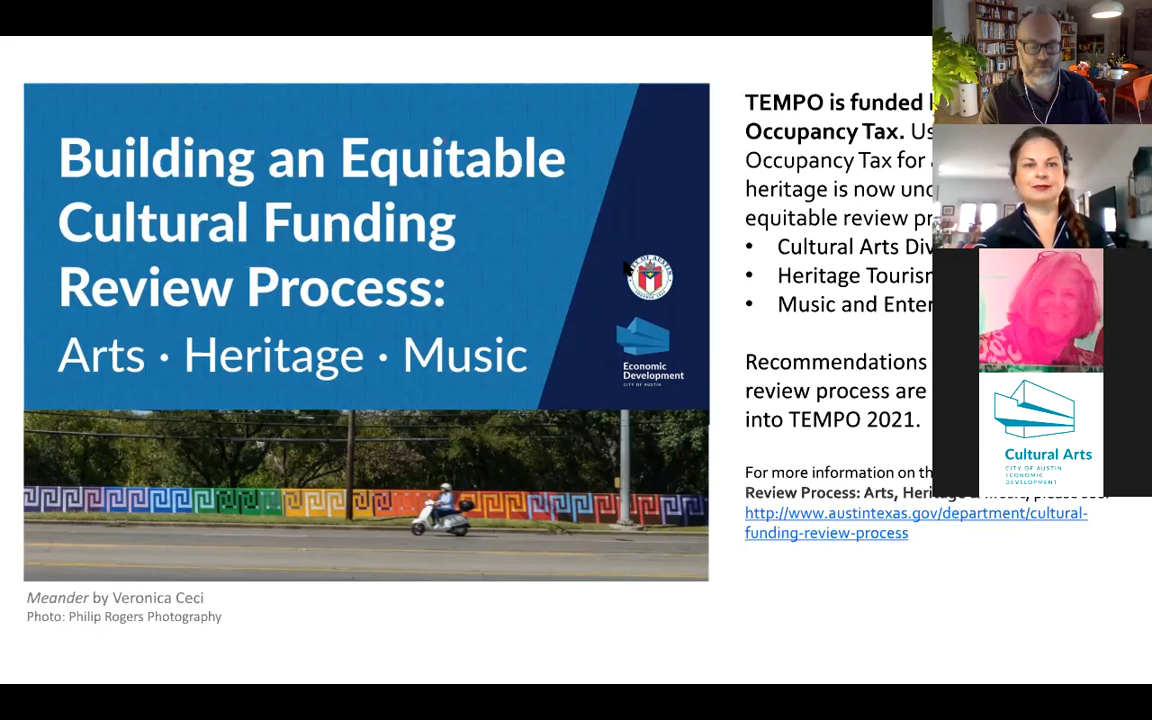 Building an Equitable
Cultural Funding
Review Process:
Arts · Heritage · Music
Economic
Development
CITY OF AUSTIN
Meander by Veronica Ceci
Photo: Philip Rogers Photography
TEMPO is funded
Occupancy Tax.
Occupancy Tax for
heritage is now
equitable review
• Cultural Arts
• Heritage
• Music and
Recommendations
review process are
into TEMPO 2021.
For more information on
Review Process: Arts,
http://www.austintexas.gov/department/cultural-
funding-review-process
Cultural Arts
CITY OF AUSTIN
ECONOMIC
DEVELOPMENT